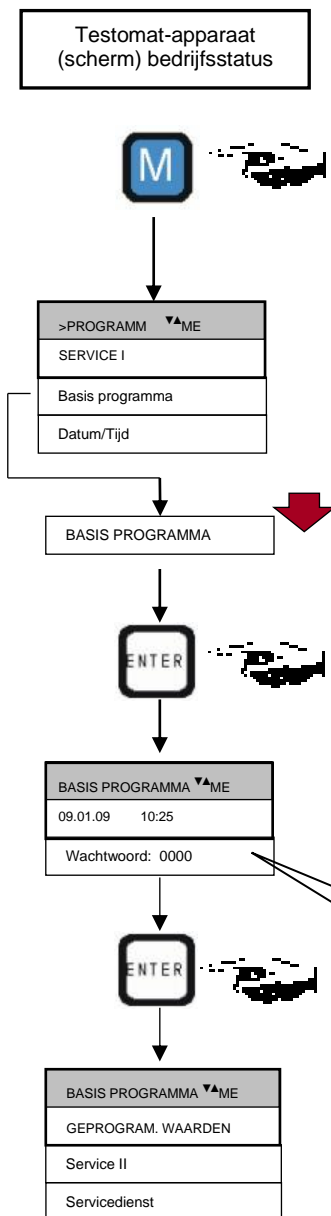 Testomat-apparaat
(scherm) bedrijfsstatus
M
>PROGRAMM ▼▲ME
SERVICE I
Basis programma
Datum/Tijd
BASIS PROGRAMMA
ENTER
BASIS PROGRAMMA ▼▲ME
09.01.09 10:25
Wachtwoord: 0000
ENTER
BASIS PROGRAMMA ▼▲ME
GEPROGRAM. WAARDEN
Service II
Servicedienst